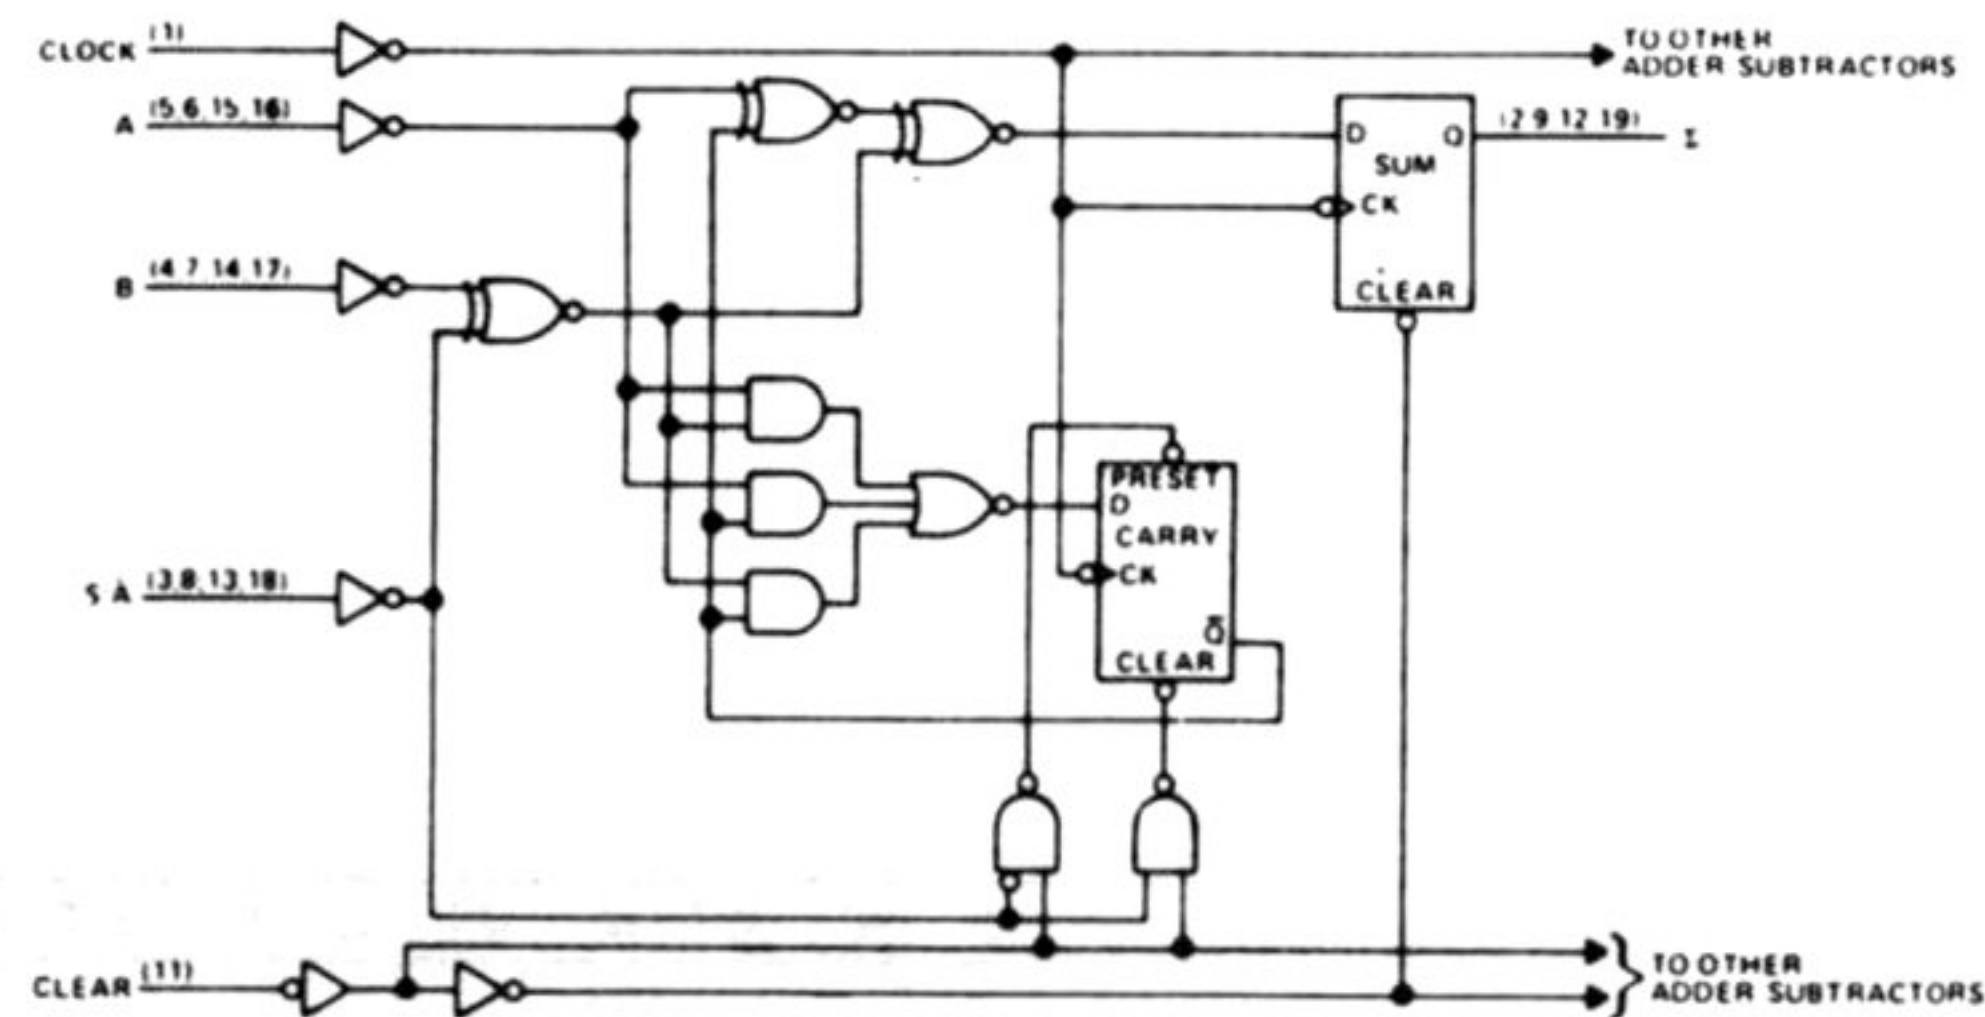 CLOCK (1)
TO OTHER
ADDER SUBTRACTORS
A (5 6 15 16)
D Q (2 9 12 19) Σ
SUM
CK
B (4 7 14 17)
CLEAR
PRESET
D
CARRY
S A (3,8,13,18)
CK
Q̅
CLEAR
CLEAR (11)
TO OTHER
ADDER SUBTRACTORS